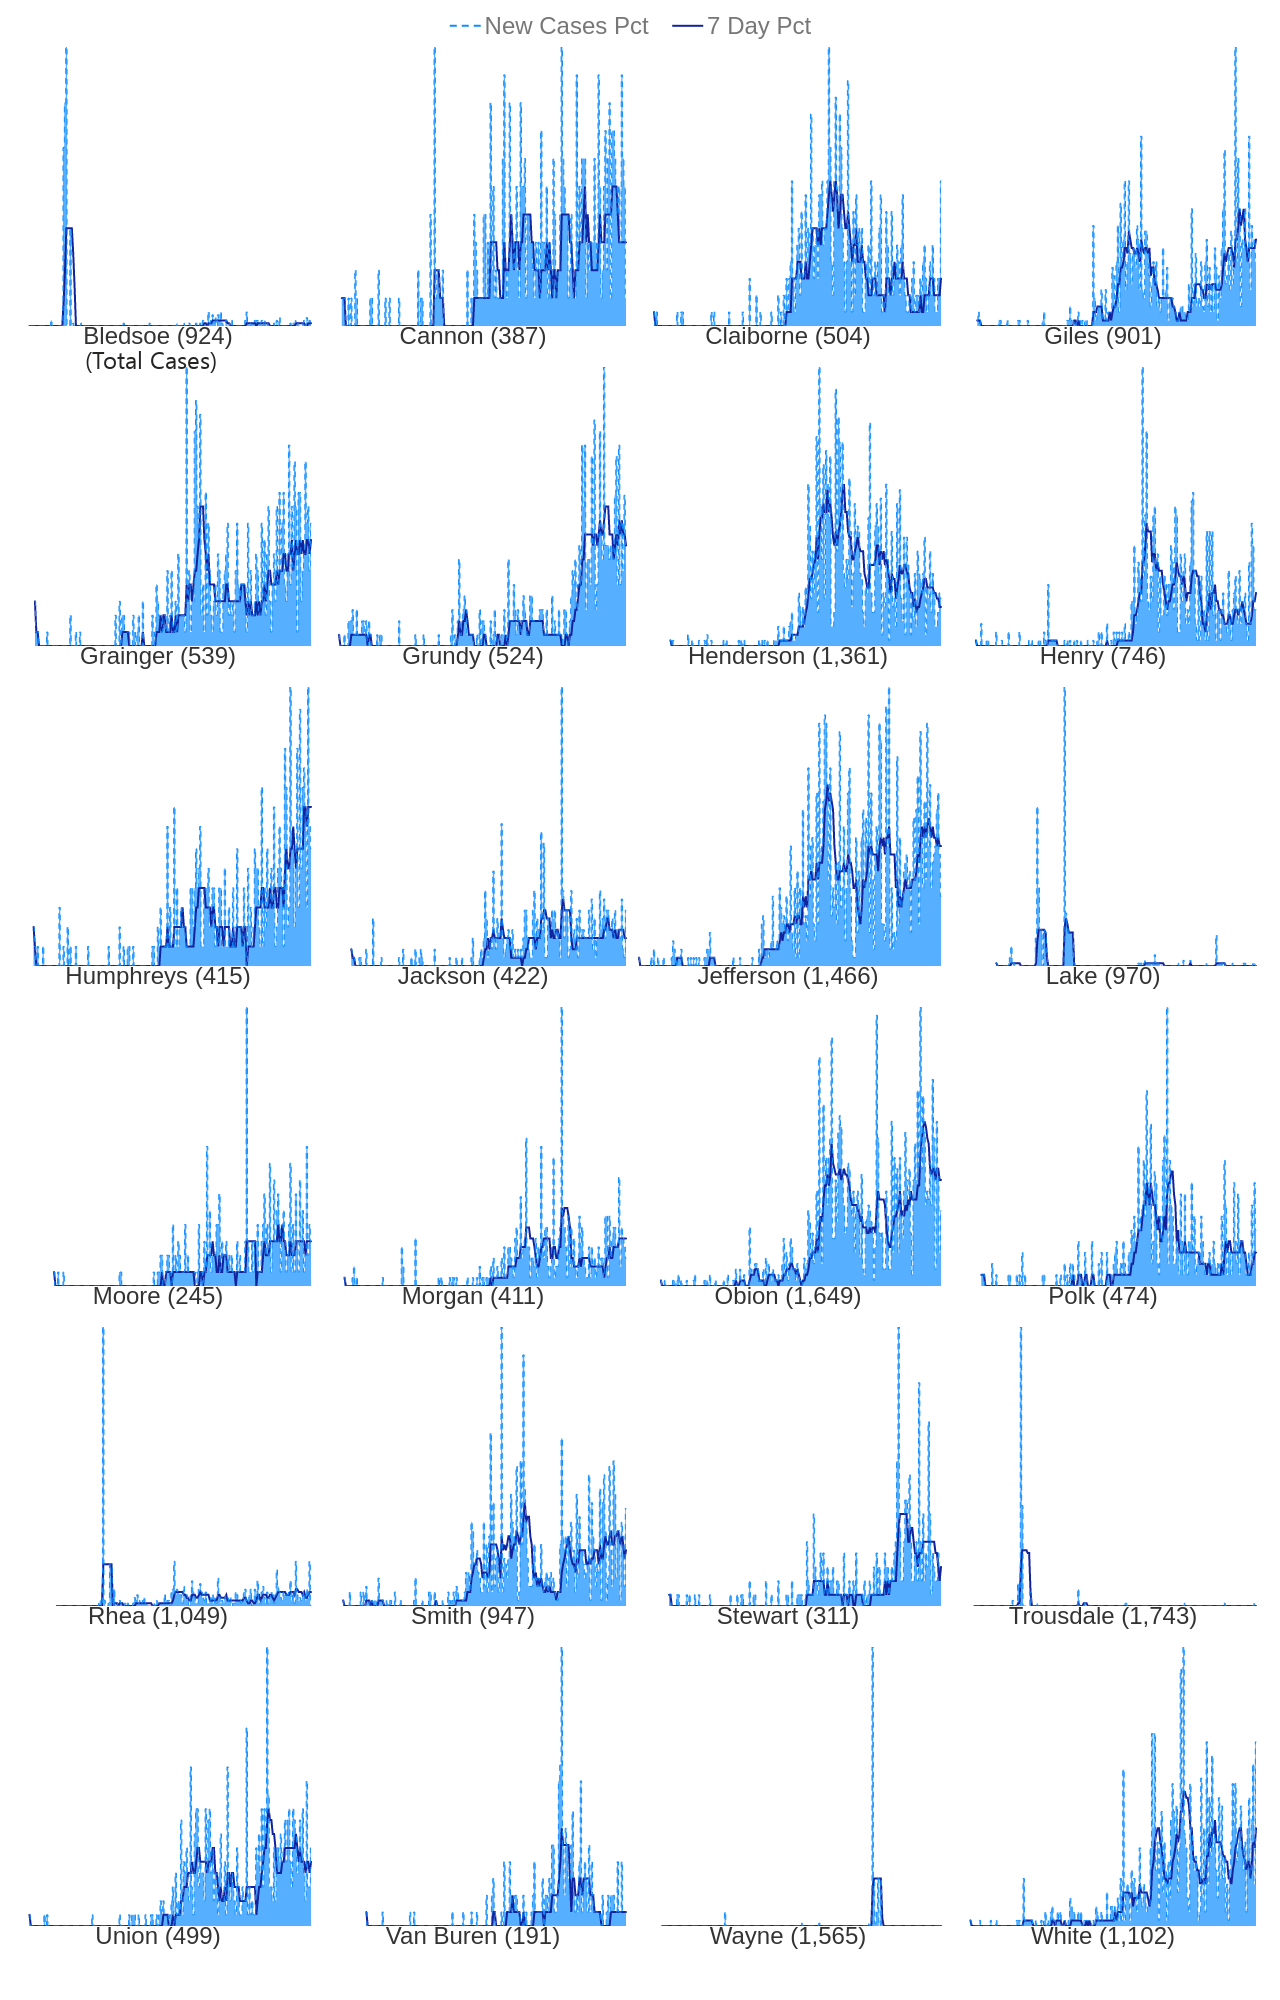 New Cases Pct 7 Day Pct
Bledsoe (924) Cannon (387) Claiborne (504) Giles (901)
(Total Cases)
Grainger (539) Grundy (524) Henderson (1,361) Henry (746)
Humphreys (415) Jackson (422) Jefferson (1,466) Lake (970)
Moore (245) Morgan (411) Obion (1,649) Polk (474)
Rhea (1,049) Smith (947) Stewart (311) Trousdale (1,743)
Union (499) Van Buren (191) Wayne (1,565) White (1,102)